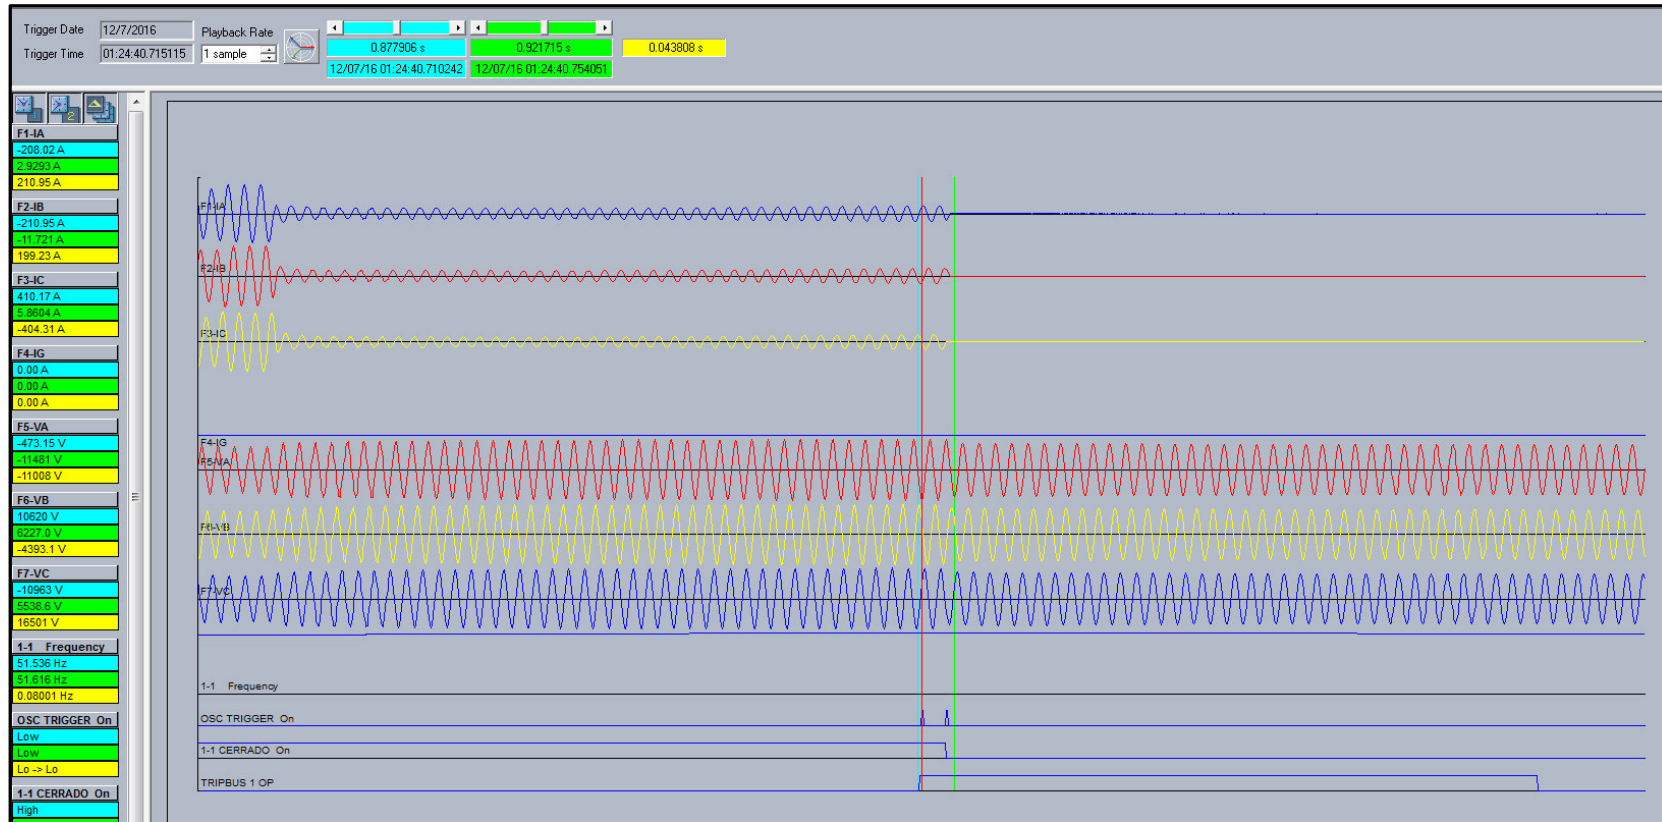 Trigger Date 12/7/2016 Playback Rate
Trigger Time 01:24:40.715115 1 sample
0.877906 s 0.921715 s 0.043808 s
12/07/16 01:24:40.710242 12/07/16 01:24:40.754051
2
F1-IA
-208.02 A
2.9293 A
210.95 A
F2-IB
-210.95 A
-11.721 A
199.23 A
F3-IC
410.17 A
5.8604 A
-404.31 A
F4-IG
0.00 A
0.00 A
0.00 A
F5-VA
-473.15 V
-11481 V
-11008 V
F6-VB
10620 V
6227.0 V
-4393.1 V
F7-VC
-10963 V
5538.6 V
16501 V
1-1 Frequency
51.536 Hz
51.616 Hz
0.08001 Hz
OSC TRIGGER On
Low
Low
Lo -> Lo
1-1 CERRADO On
High
F1-IA
F2-IB
F3-IC
F4-IG
F5-VA
F6-VB
F7-VC
1-1 Frequency
OSC TRIGGER On
1-1 CERRADO On
TRIPBUS 1 OP